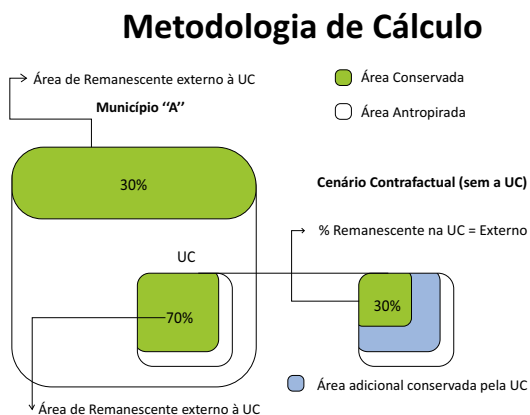 Metodologia de Cálculo
Área de Remanescente externo à UC
Município “A”
Área Conservada
Área Antropirada
30%
Cenário Contrafactual (sem a UC)
% Remanescente na UC = Externo
UC
70%
30%
Área adicional conservada pela UC
Área de Remanescente externo à UC